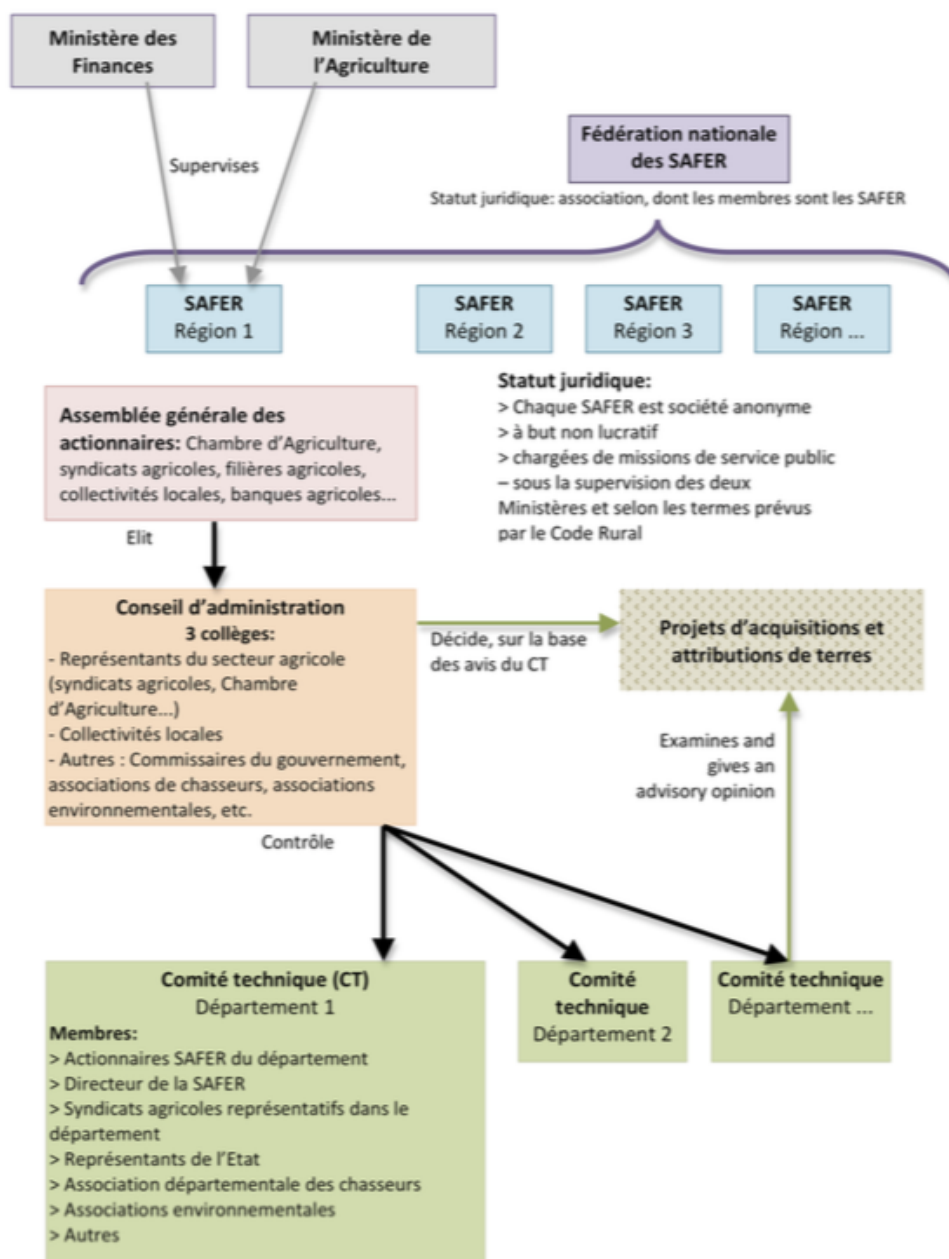 Ministère des
Finances
Ministère de
l'Agriculture
Supervises
Fédération nationale
des SAFER
Statut juridique: association, dont les membres sont les SAFER
SAFER
Région 1
SAFER
Région 2
SAFER
Région 3
SAFER
Région ...
Assemblée générale des
actionnaires: Chambre d'Agriculture,
syndicats agricoles, filières agricoles,
collectivités locales, banques agricoles...
Statut juridique:
> Chaque SAFER est société anonyme
> à but non lucratif
> chargées de missions de service public
– sous la supervision des deux
Ministères et selon les termes prévus
par le Code Rural
Elit
Conseil d'administration
3 collèges:
- Représentants du secteur agricole
(syndicats agricoles, Chambre
d'Agriculture...)
- Collectivités locales
- Autres : Commissaires du gouvernement,
associations de chasseurs, associations
environnementales, etc.
Décide, sur la base
des avis du CT
Projets d'acquisitions et
attributions de terres
Examines and
gives an
advisory opinion
Contrôle
Comité technique (CT)
Département 1
Membres:
> Actionnaires SAFER du département
> Directeur de la SAFER
> Syndicats agricoles représentatifs dans le
département
> Représentants de l'Etat
> Association départementale des chasseurs
> Associations environnementales
> Autres
Comité
technique
Département 2
Comité technique
Département ...